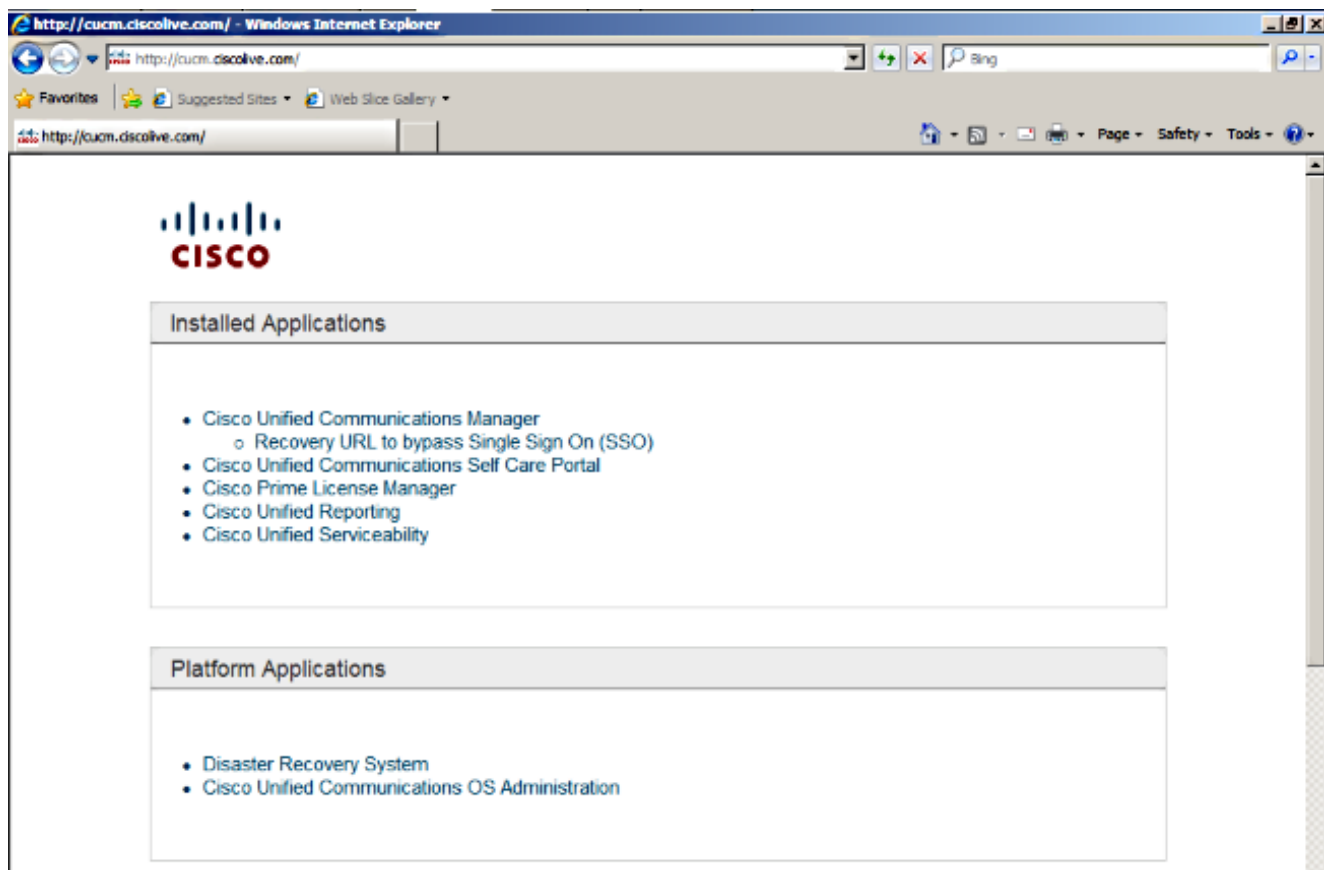 http://cucm.ciscolive.com/ - Windows Internet Explorer
http://cucm.ciscolive.com/
Bing
Favorites
Suggested Sites
Web Slice Gallery
http://cucm.ciscolive.com/
Page
Safety
Tools
CISCO
Installed Applications
Cisco Unified Communications Manager
Recovery URL to bypass Single Sign On (SSO)
Cisco Unified Communications Self Care Portal
Cisco Prime License Manager
Cisco Unified Reporting
Cisco Unified Serviceability
Platform Applications
Disaster Recovery System
Cisco Unified Communications OS Administration